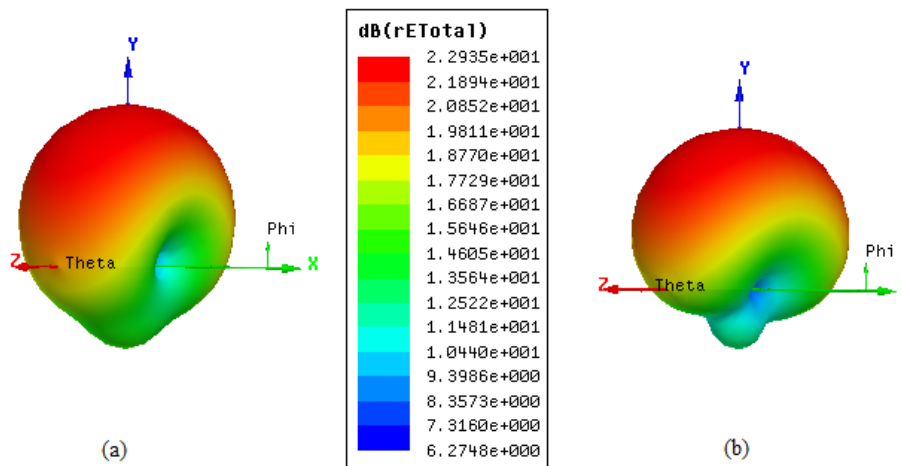 Y
Z
Theta
Phi
X
(a)
dB(rETotal)
2.2935e+001
2.1894e+001
2.0852e+001
1.9811e+001
1.8770e+001
1.7729e+001
1.6687e+001
1.5646e+001
1.4605e+001
1.3564e+001
1.2522e+001
1.1481e+001
1.0440e+001
9.3986e+000
8.3573e+000
7.3160e+000
6.2748e+000
Y
Z
Theta
Phi
(b)